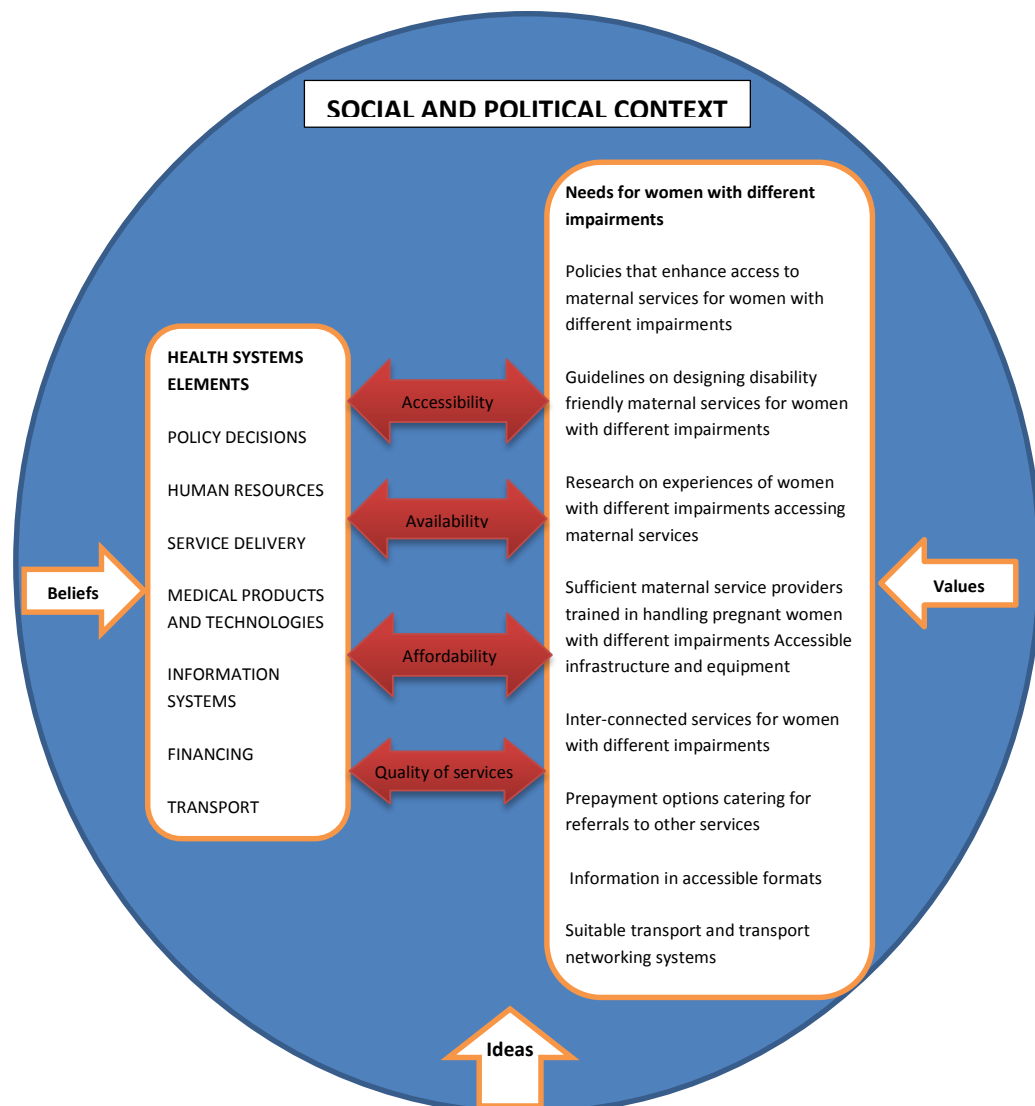 SOCIAL AND POLITICAL CONTEXT
Needs for women with different
impairments
Policies that enhance access to
maternal services for women with
different impairments
Guidelines on designing disability
friendly maternal services for women
with different impairments
Research on experiences of women
with different impairments accessing
maternal services
Sufficient maternal service providers
trained in handling pregnant women
with different impairments Accessible
infrastructure and equipment
Inter-connected services for women
with different impairments
Prepayment options catering for
referrals to other services
Information in accessible formats
Suitable transport and transport
networking systems
HEALTH SYSTEMS
ELEMENTS
POLICY DECISIONS
HUMAN RESOURCES
SERVICE DELIVERY
MEDICAL PRODUCTS
AND TECHNOLOGIES
INFORMATION
SYSTEMS
FINANCING
TRANSPORT
Accessibility
Availability
Affordability
Quality of services
Beliefs
Values
Ideas